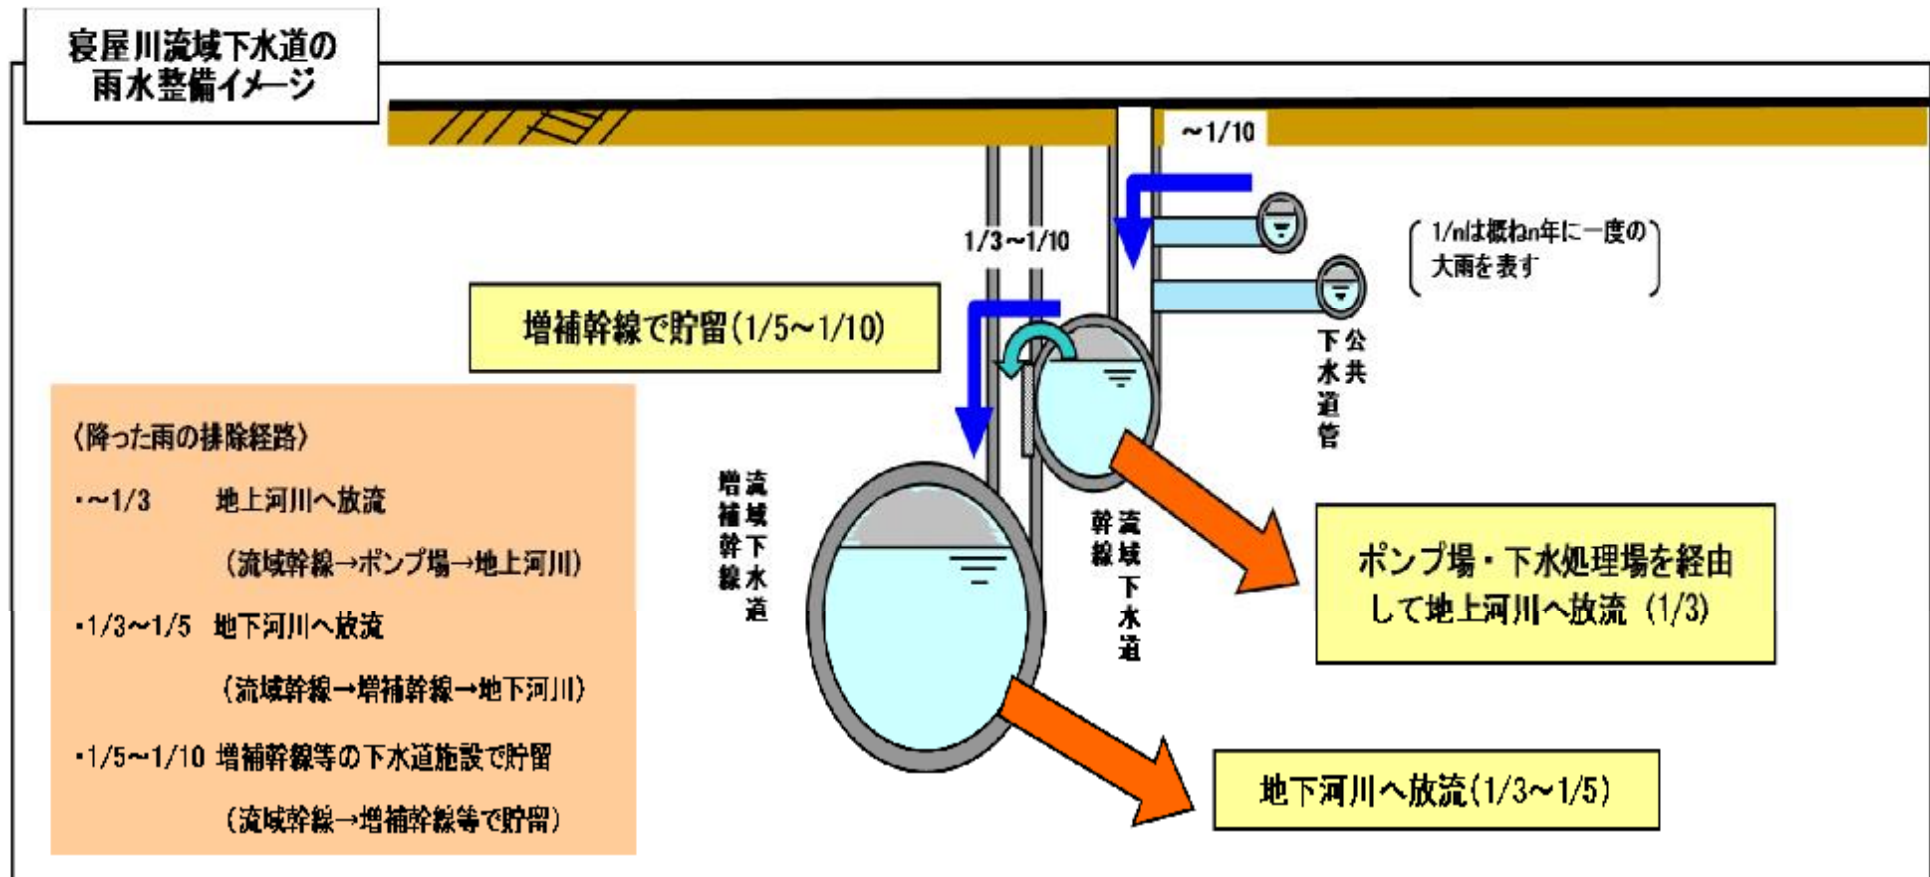 寝屋川流域下水道の
雨水整備イメージ
～1/10
1/3～1/10
1/nは概ねn年に一度の
大雨を表す
増補幹線で貯留(1/5～1/10)
公共
下水道管
〈降った雨の排除経路〉
・～1/3 地上河川へ放流
（流域幹線→ポンプ場→地上河川）
・1/3～1/5 地下河川へ放流
（流域幹線→増補幹線→地下河川）
・1/5～1/10 増補幹線等の下水道施設で貯留
（流域幹線→増補幹線等で貯留）
流域下水道
増補幹線
流域下水道
幹線
ポンプ場・下水処理場を経由
して地上河川へ放流（1/3）
地下河川へ放流(1/3～1/5)